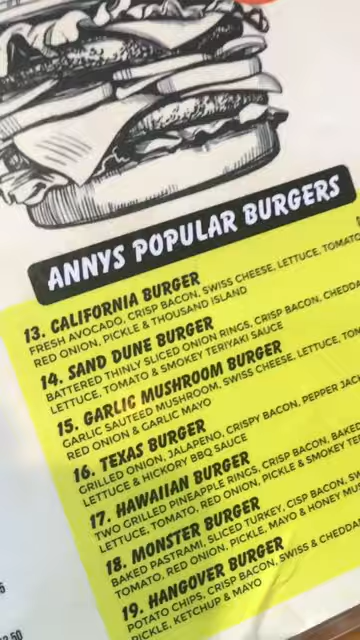 ANNYS POPULAR BURGERS
13. CALIFORNIA BURGER
FRESH AVOCADO, CRISP BACON, SWISS CHEESE, LETTUCE, TOMATO
RED ONION, PICKLE & THOUSAND ISLAND
14. SAND DUNE BURGER
BATTERED THINLY SLICED ONION RINGS, CRISP BACON, CHEDDA
LETTUCE, TOMATO & SMOKEY TERIYAKI SAUCE
15. GARLIC MUSHROOM BURGER
GARLIC SAUTEED MUSHROOM, SWISS CHEESE, LETTUCE, TOM
RED ONION & GARLIC MAYO
16. TEXAS BURGER
GRILLED ONION, JALAPENO, CRISPY BACON, PEPPER JAC
LETTUCE & HICKORY BBQ SAUCE
17. HAWAIIAN BURGER
TWO GRILLED PINEAPPLE RINGS, CRISP BACON, BAKED
LETTUCE, TOMATO, RED ONION, PICKLE & SMOKEY TE
18. MONSTER BURGER
BAKED PASTRAMI, SLICED TURKEY, CISP BACON, SW
TOMATO, RED ONION, PICKLE, MAYO & HONEY MUS
19. HANGOVER BURGER
POTATO CHIPS, CRISP BACON, SWISS & CHEDDA
PICKLE, KETCHUP & MAYO